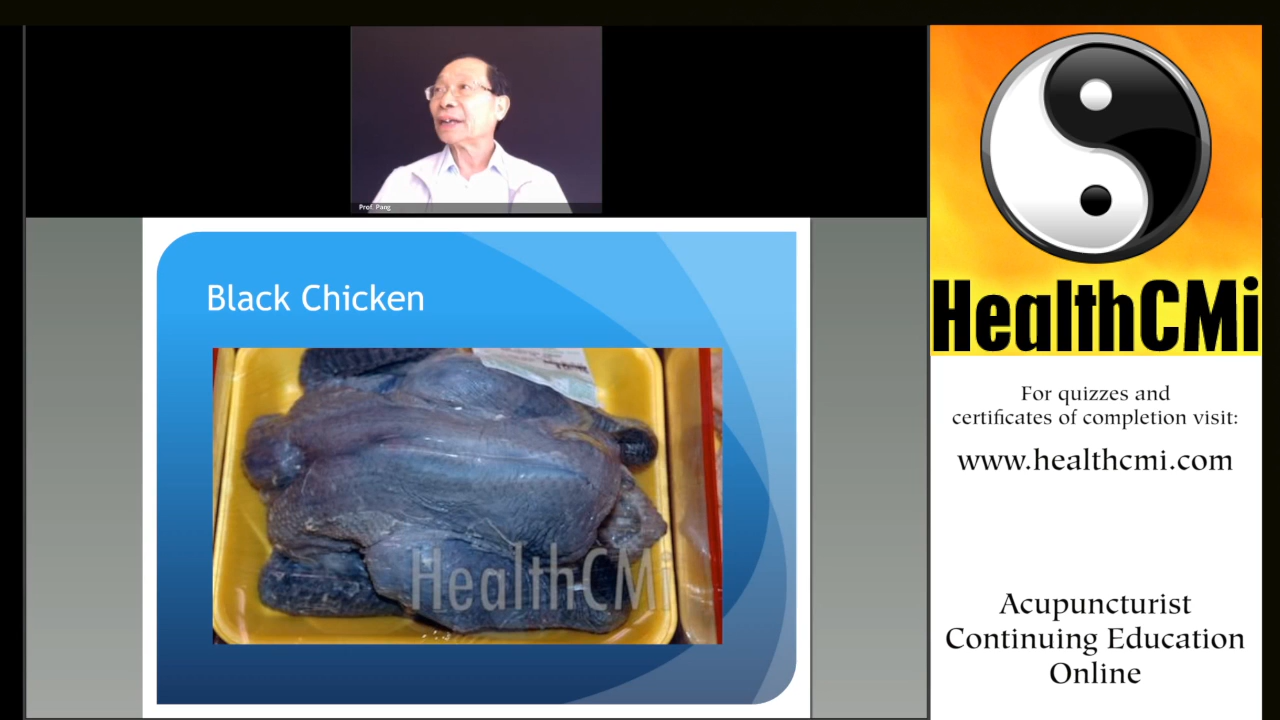 Prof. Pang
Black Chicken
HealthCMi
HealthCMi
For quizzes and
certificates of completion visit:
www.healthcmi.com
Acupuncturist
Continuing Education
Online